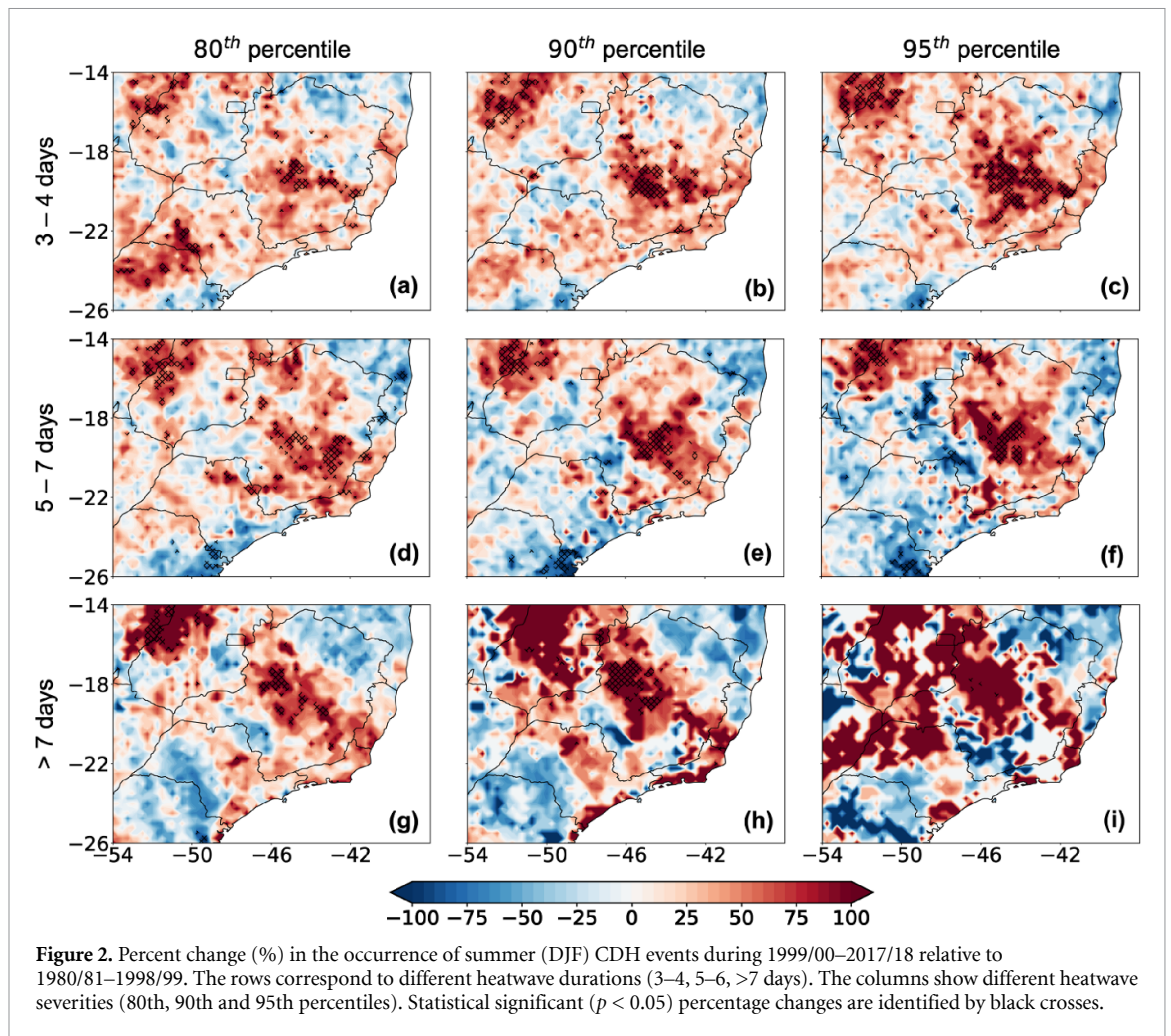 80th percentile 90th percentile 95th percentile
−14
−18
−22
−26
3 – 4 days
(a) (b) (c)
−14
−18
−22
−26
5 – 7 days
(d) (e) (f)
−14
−18
−22
−26
> 7 days
(g) (h) (i)
−54 −50 −46 −42 −54 −50 −46 −42 −54 −50 −46 −42
−100 −75 −50 −25 0 25 50 75 100
Figure 2. Percent change (%) in the occurrence of summer (DJF) CDH events during 1999/00–2017/18 relative to
1980/81–1998/99. The rows correspond to different heatwave durations (3–4, 5–6, >7 days). The columns show different heatwave
severities (80th, 90th and 95th percentiles). Statistical significant (p < 0.05) percentage changes are identified by black crosses.